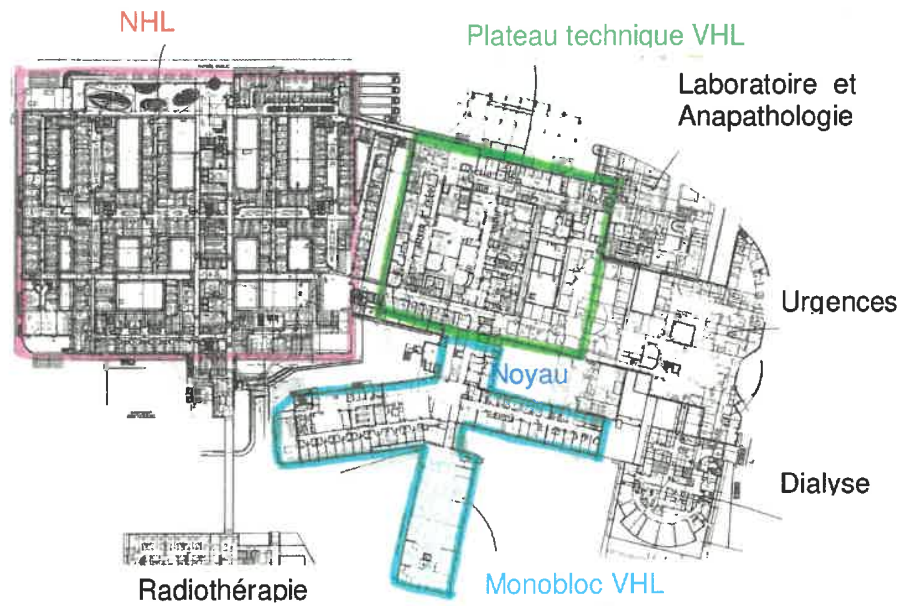 NHL
Plateau technique VHL
Laboratoire et
Anapathologie
Urgences
Noyau
Dialyse
Radiothérapie
Monobloc VHL